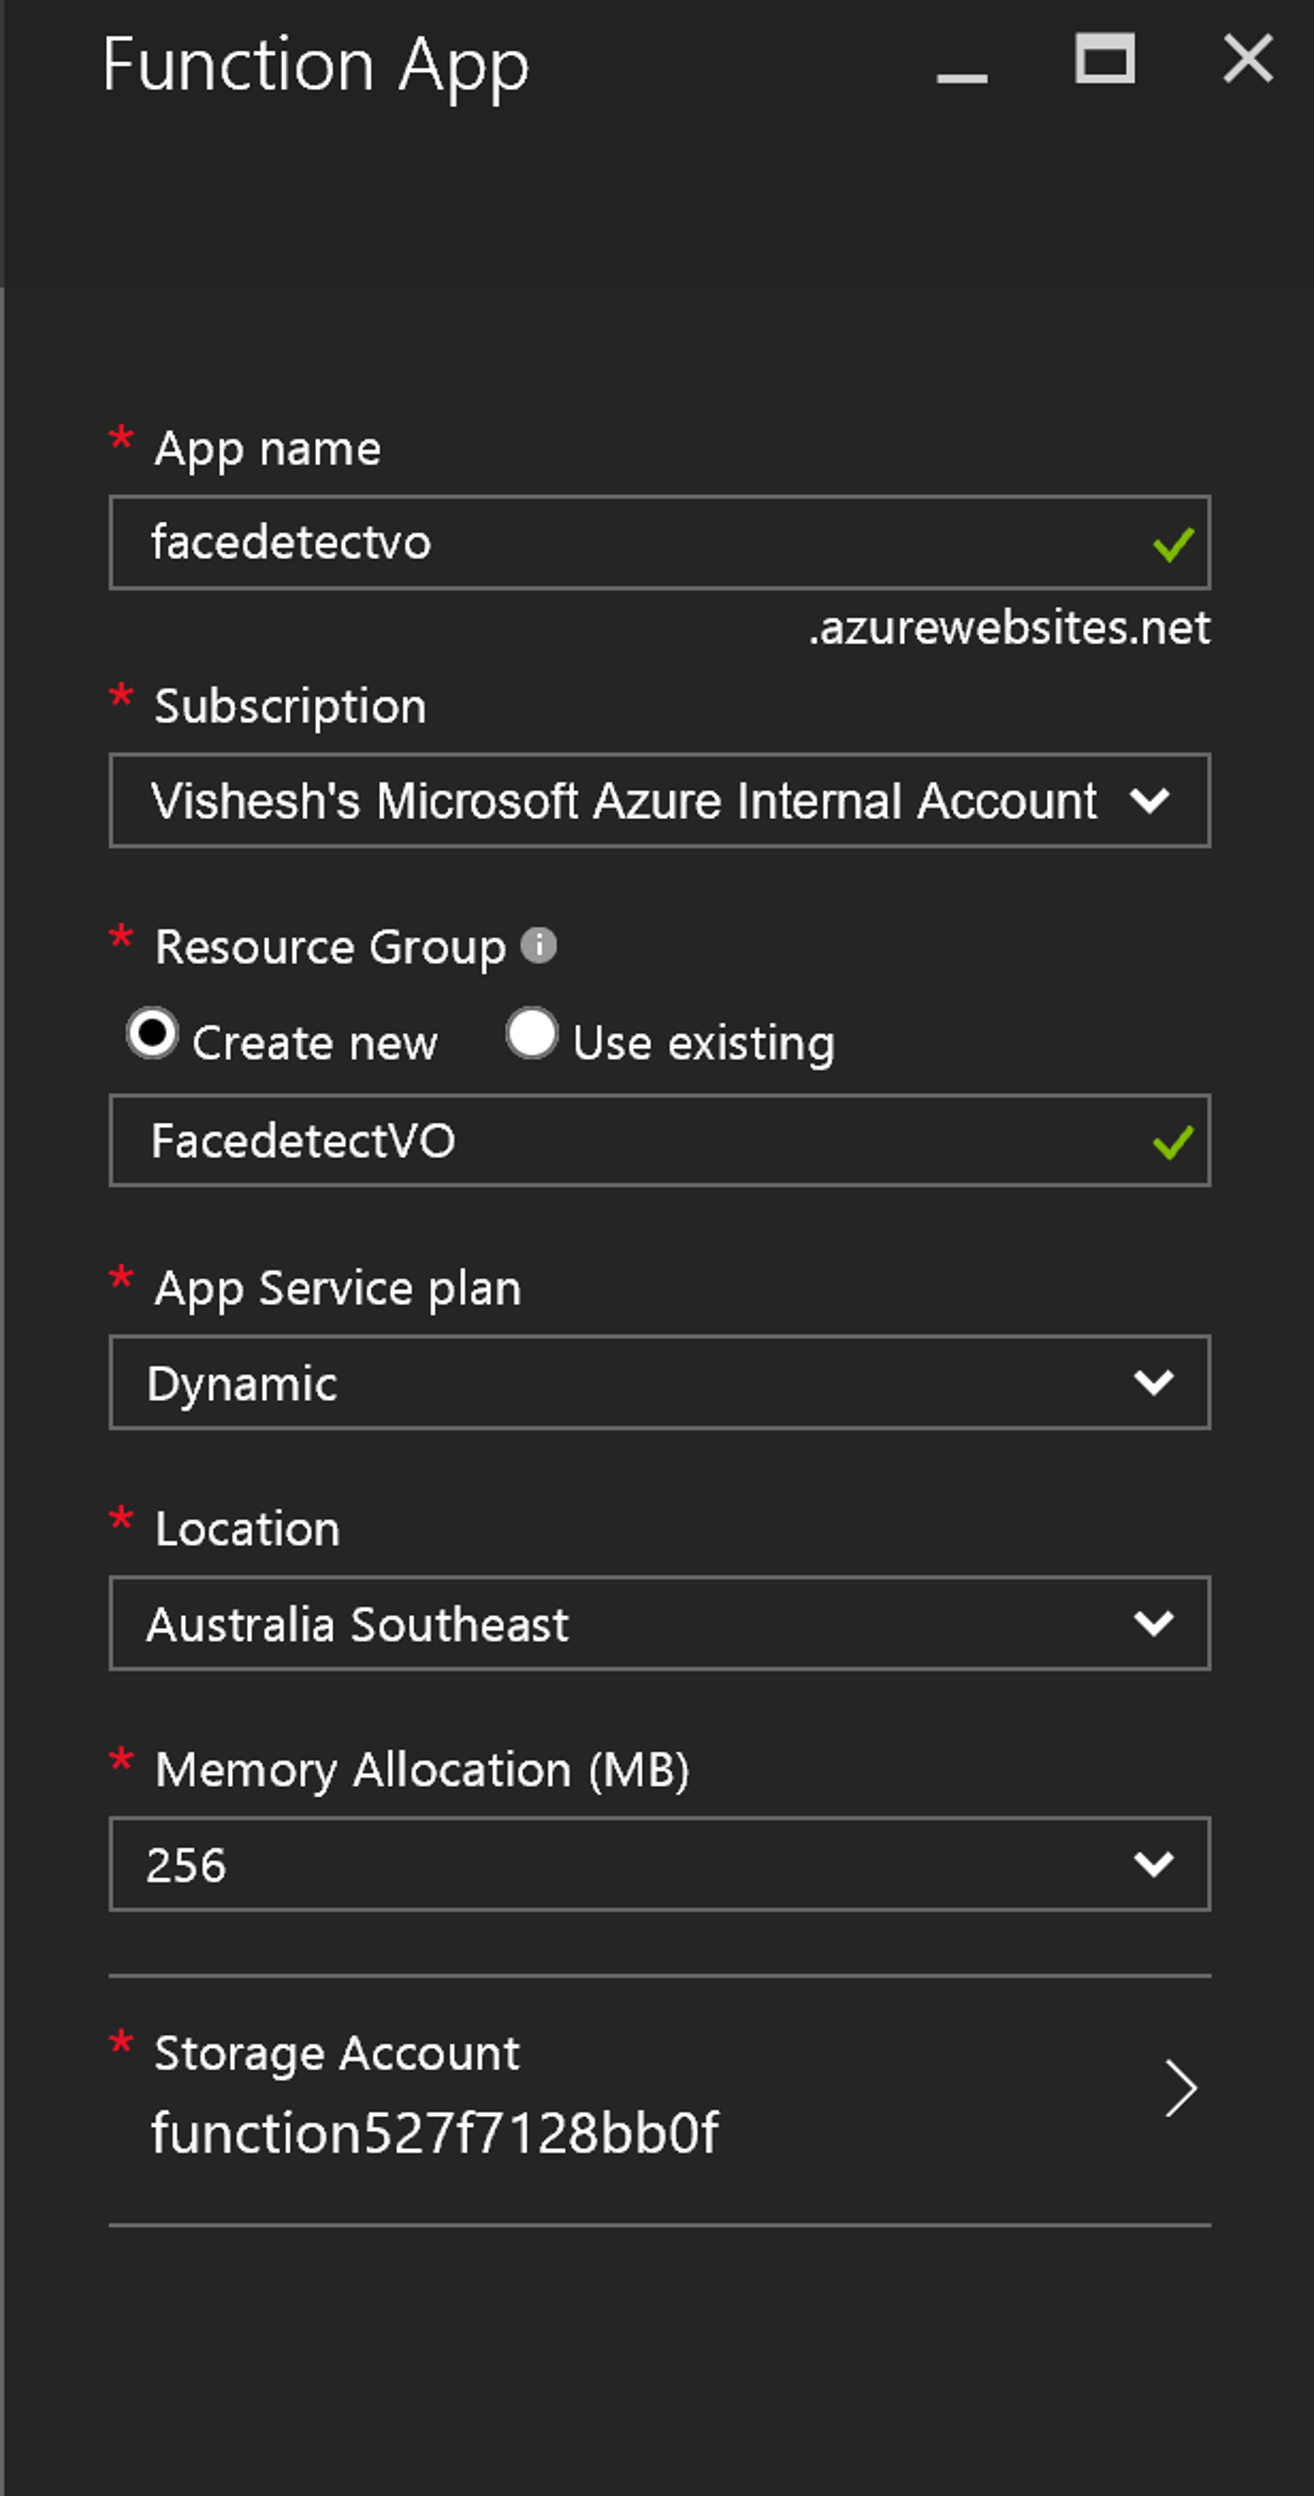 Function App
* App name
facedetectvo
.azurewebsites.net
* Subscription
Vishesh's Microsoft Azure Internal Account
* Resource Group i
Create new Use existing
FacedetectVO
* App Service plan
Dynamic
* Location
Australia Southeast
* Memory Allocation (MB)
256
* Storage Account
function527f7128bb0f